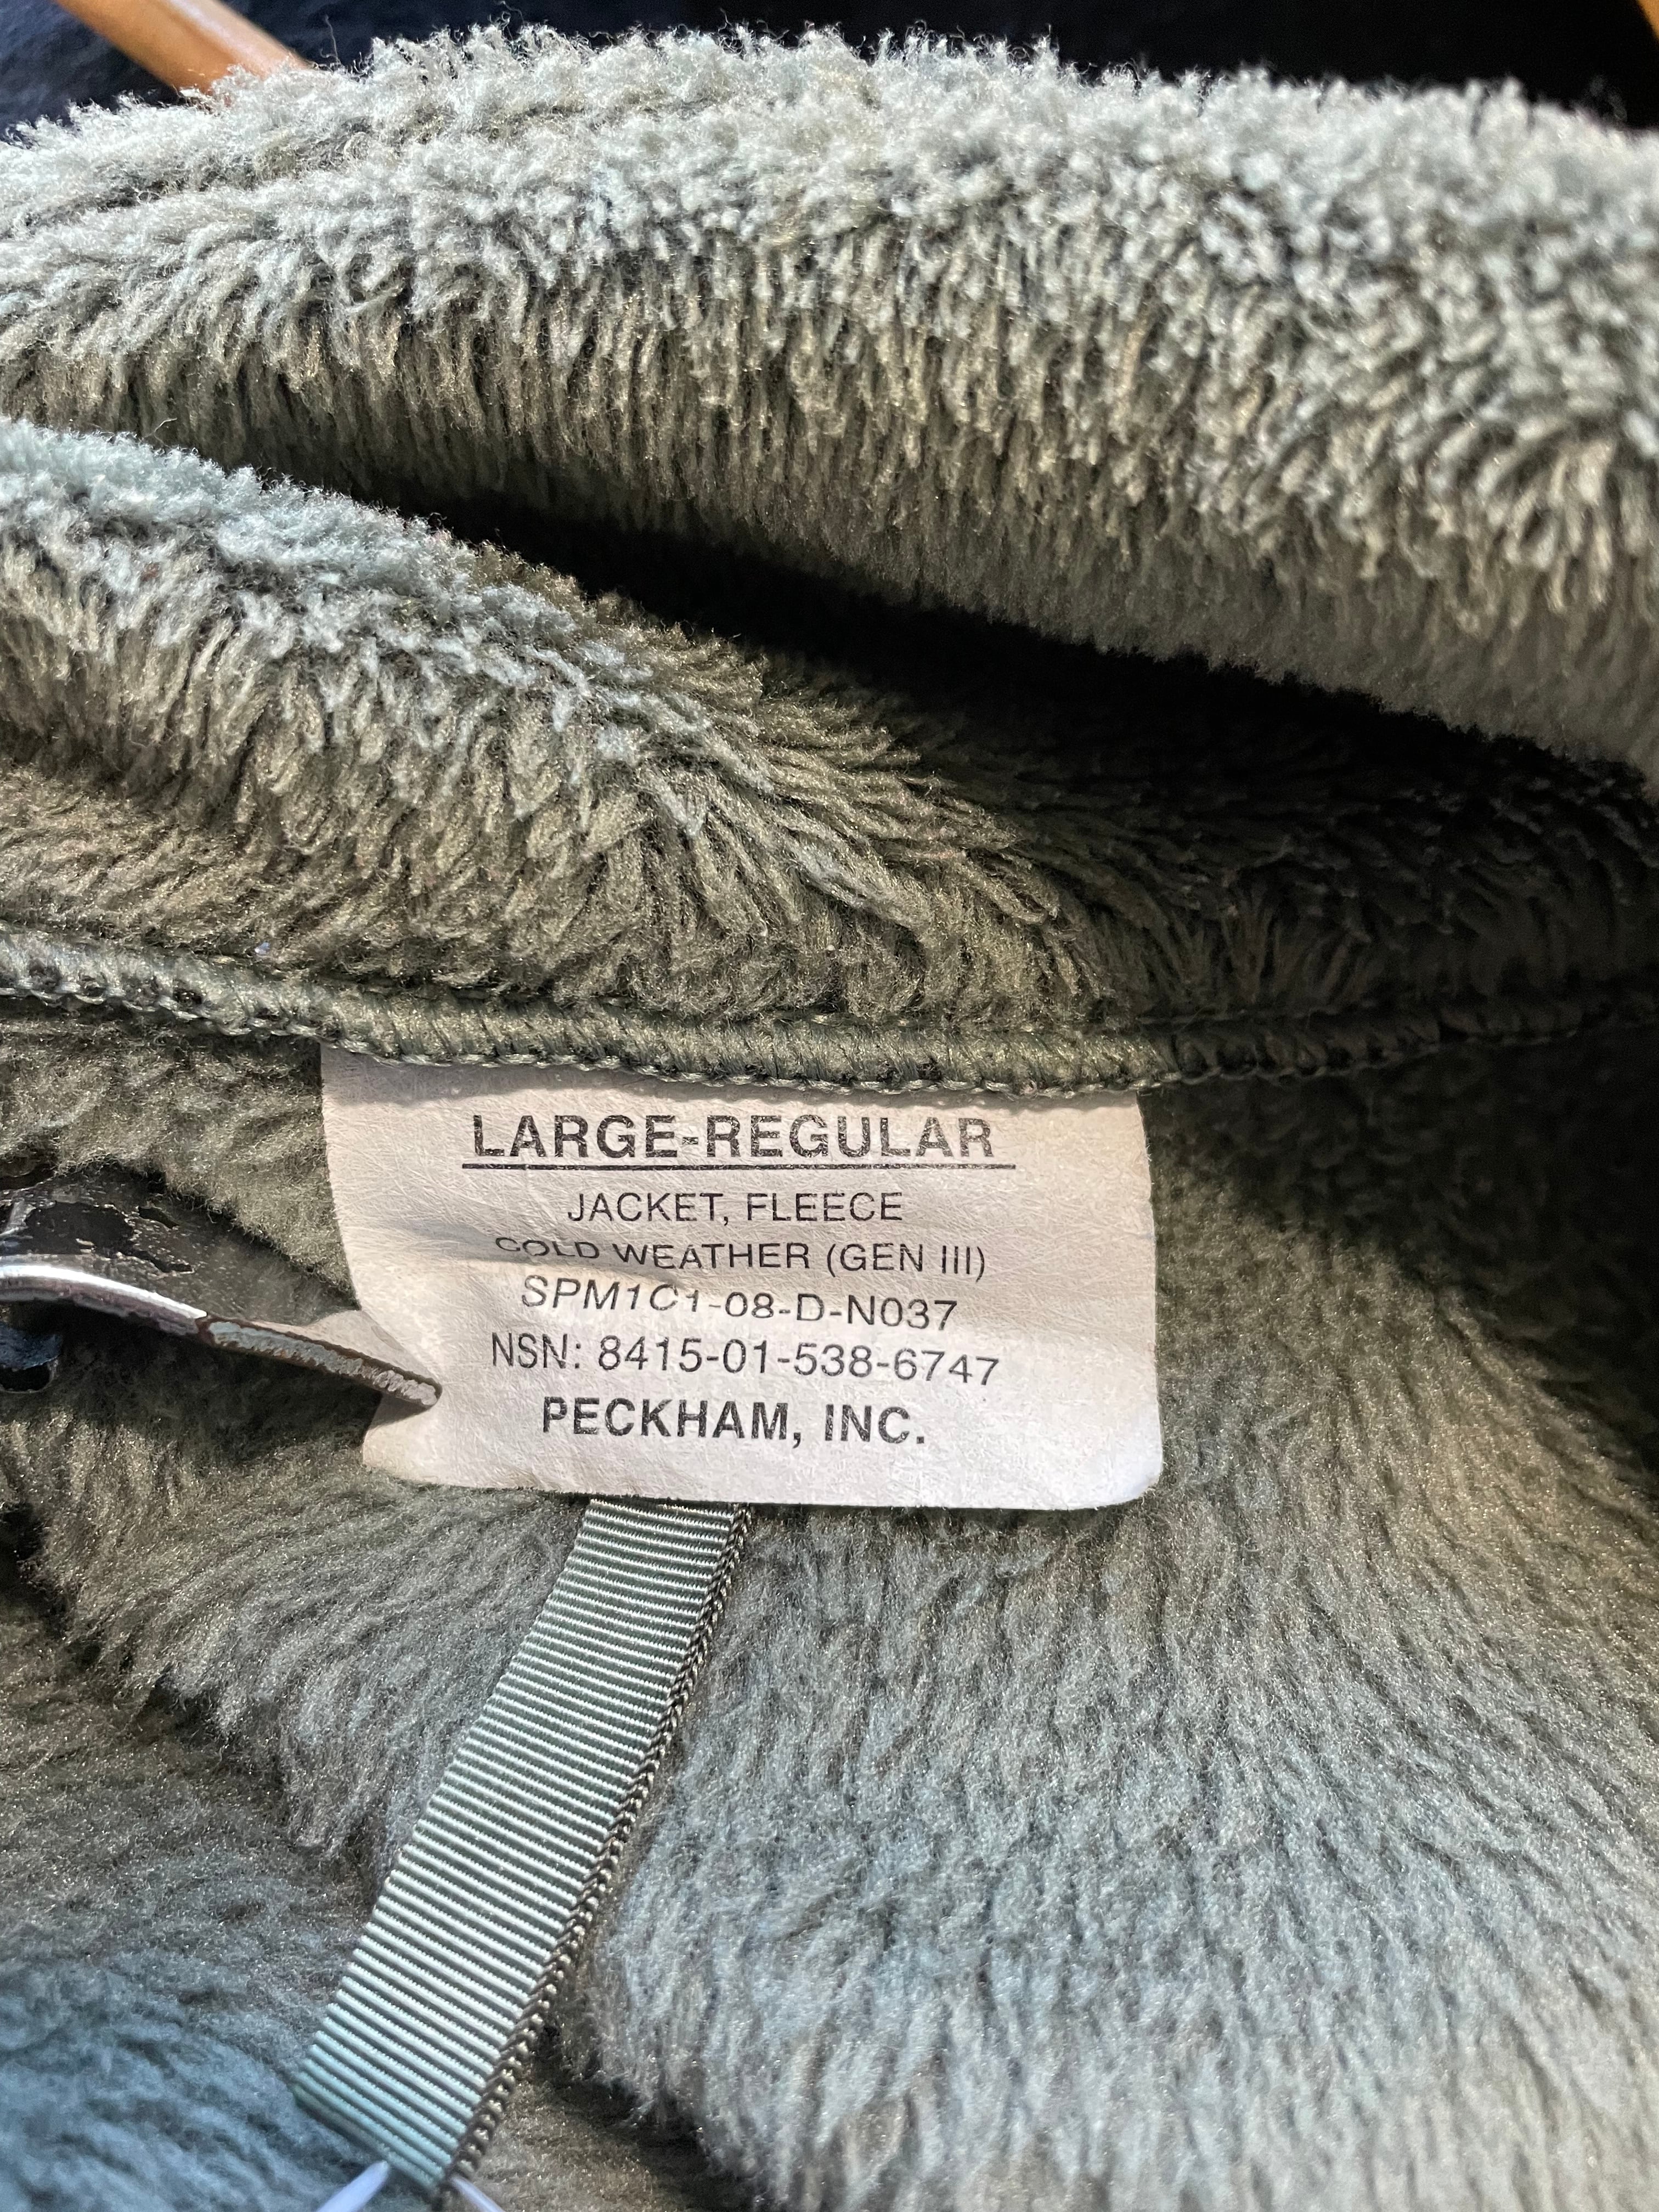 LARGE-REGULAR
JACKET, FLEECE
COLD WEATHER (GEN III)
SPM1C1-08-D-N037
NSN: 8415-01-538-6747
PECKHAM, INC.